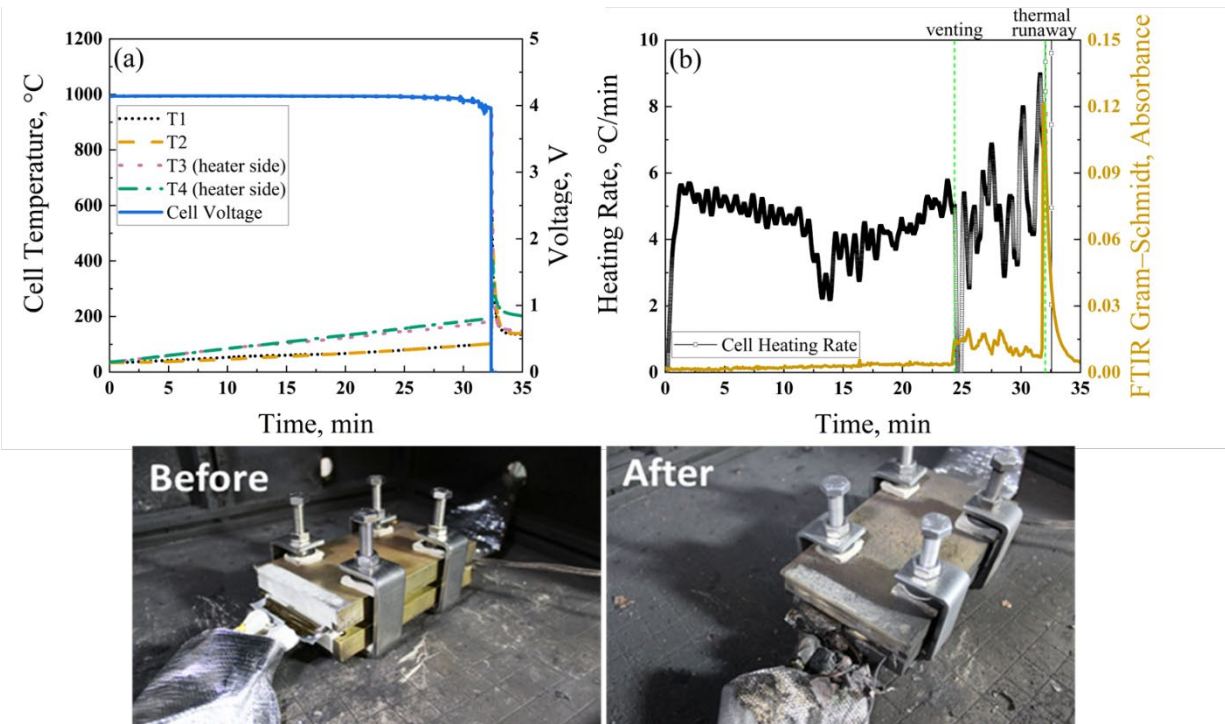 (a)
Cell Temperature, °C
1200
1000
800
600
400
200
0
T1
T2
T3 (heater side)
T4 (heater side)
Cell Voltage
5
4
3
2
1
0
Voltage, V
0 5 10 15 20 25 30 35
Time, min
venting
thermal
runaway
(b)
Heating Rate, °C/min
10
8
6
4
2
0
Cell Heating Rate
0.15
0.12
0.09
0.06
0.03
0.00
FTIR Gram–Schmidt, Absorbance
0 5 10 15 20 25 30 35
Time, min
Before
After